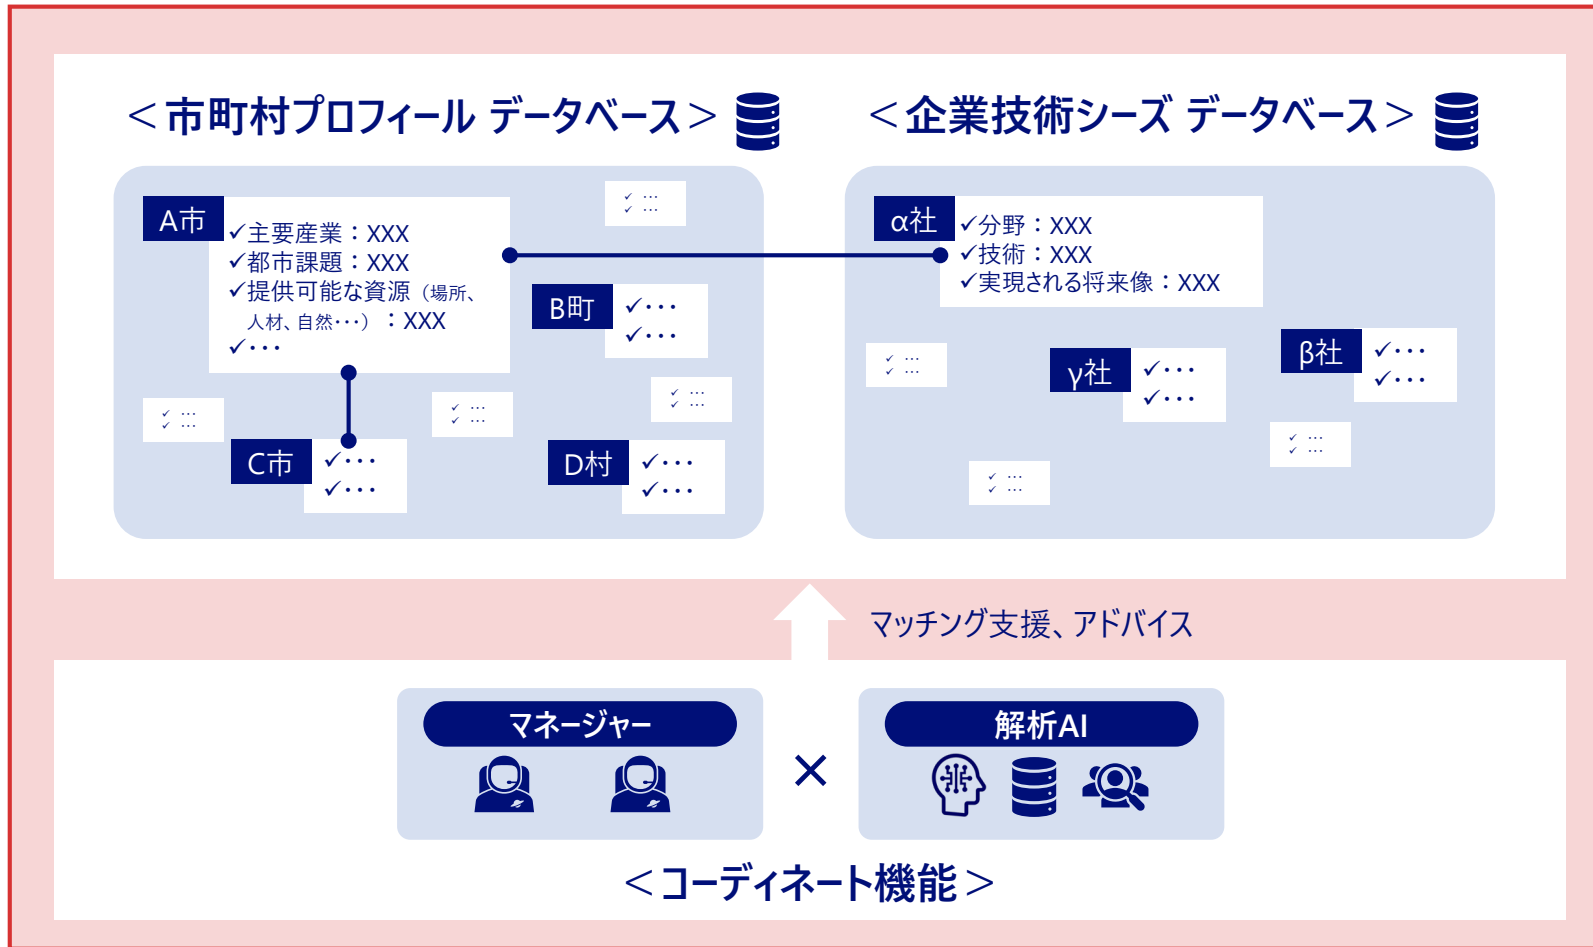 ＜市町村プロフィール データベース＞
A市
✓主要産業：XXX
✓都市課題：XXX
✓提供可能な資源（場所、
人材、自然･･･）：XXX
✓･･･
✓ …
✓ …
B町
✓･･･
✓･･･
✓ …
✓ …
✓ …
✓ …
✓ …
✓ …
C市
✓･･･
✓･･･
D村
✓･･･
✓･･･
＜企業技術シーズ データベース＞
α社
✓分野：XXX
✓技術：XXX
✓実現される将来像：XXX
✓ …
✓ …
γ社
✓･･･
✓･･･
β社
✓･･･
✓･･･
✓ …
✓ …
✓ …
✓ …
マッチング支援、アドバイス
マネージャー
×
解析AI
＜コーディネート機能＞